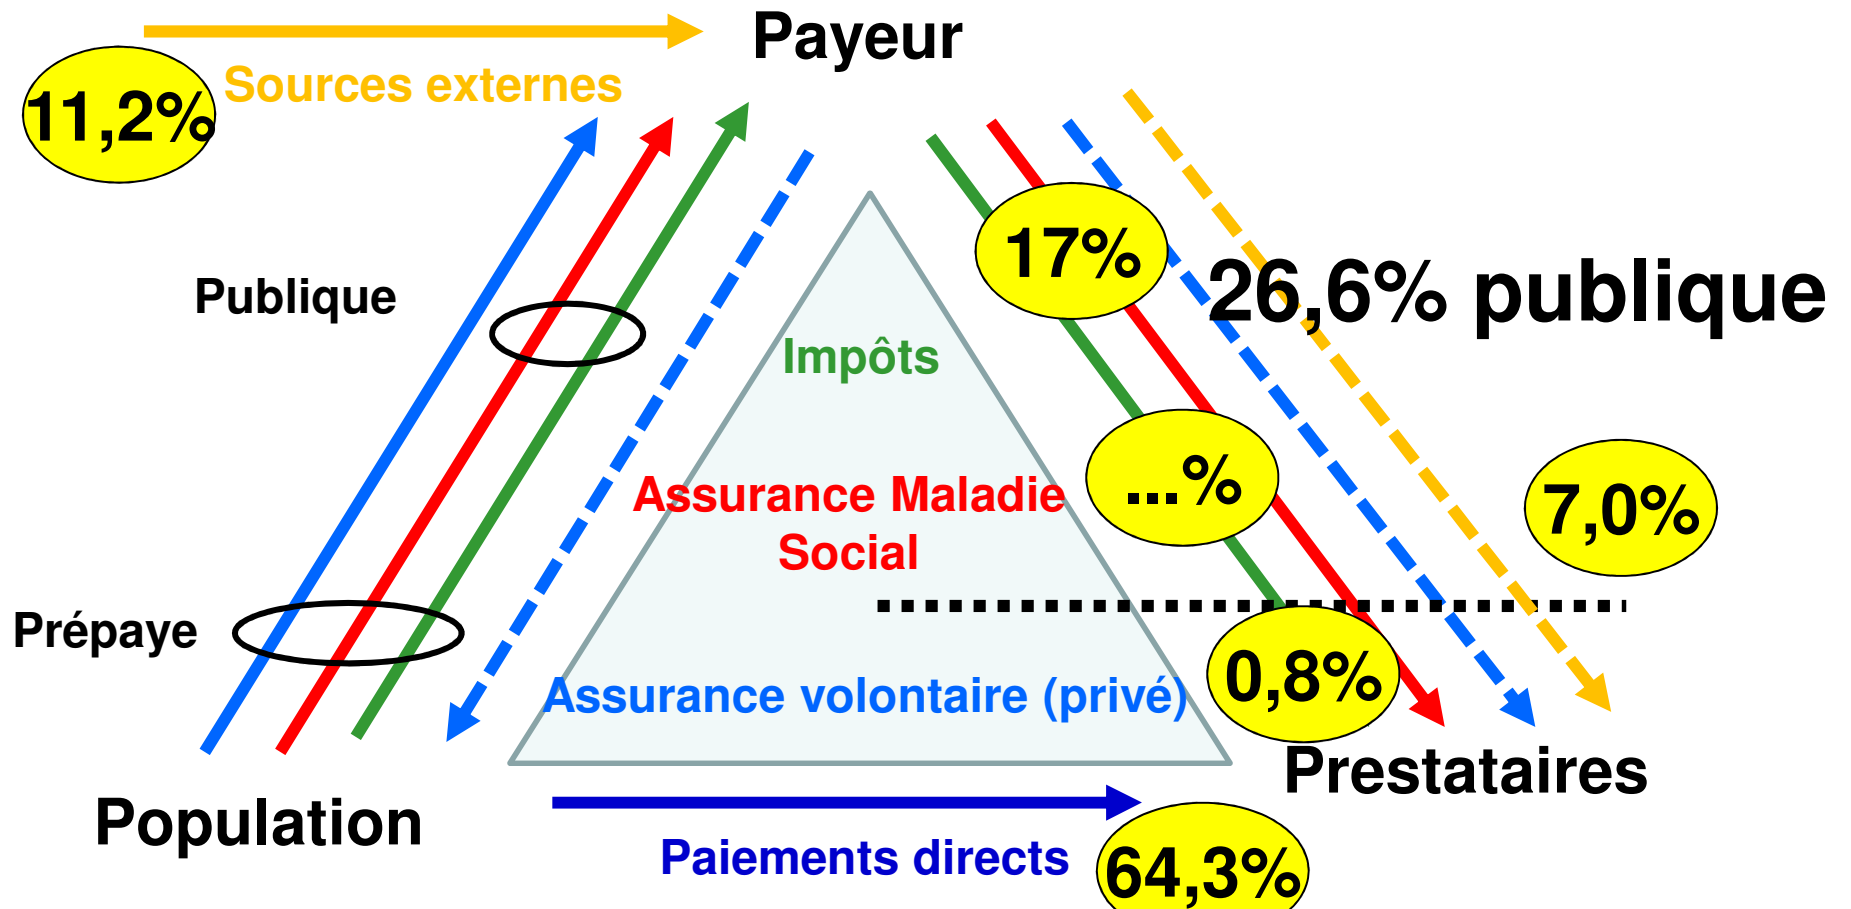 Payeur
Sources externes
11,2%
17%
Publique
26,6% publique
Impôts
...%
Assurance Maladie
Social
7,0%
Prépaye
0,8%
Assurance volontaire (privé)
Prestataires
Population
Paiements directs
64,3%